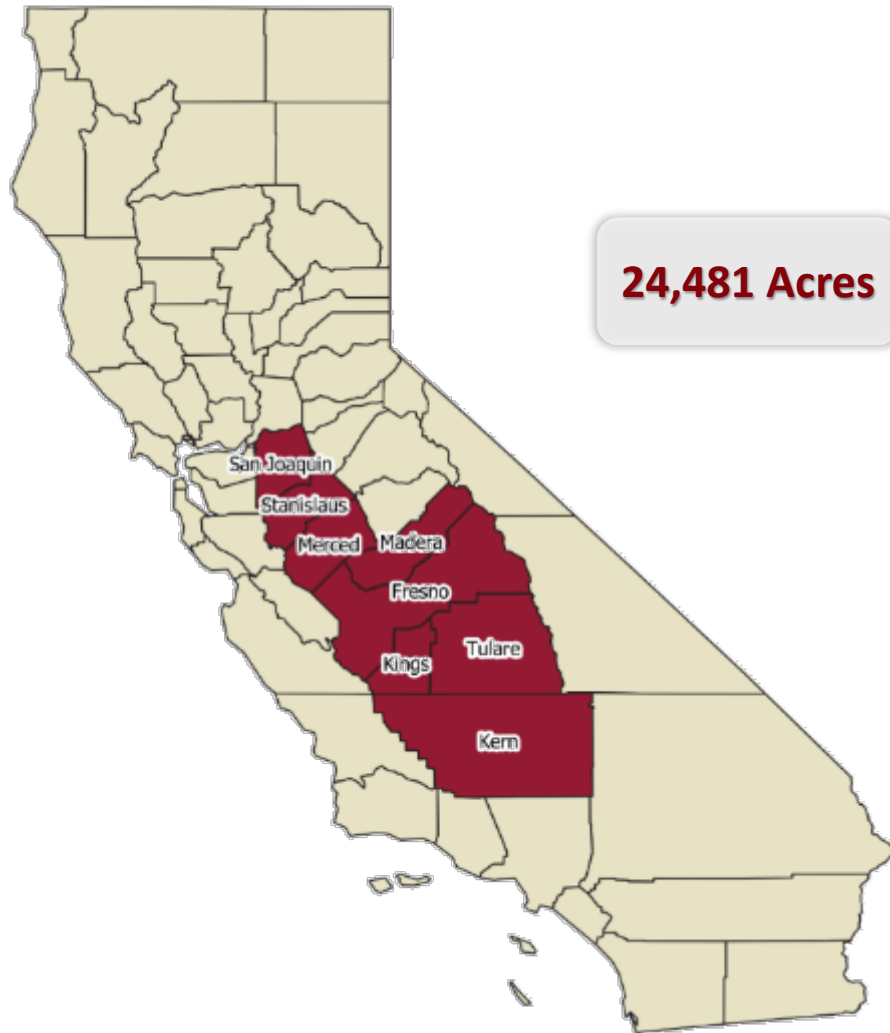 24,481 Acres
San Joaquin
Stanislaus
Merced
Madera
Fresno
Kings
Tulare
Kern